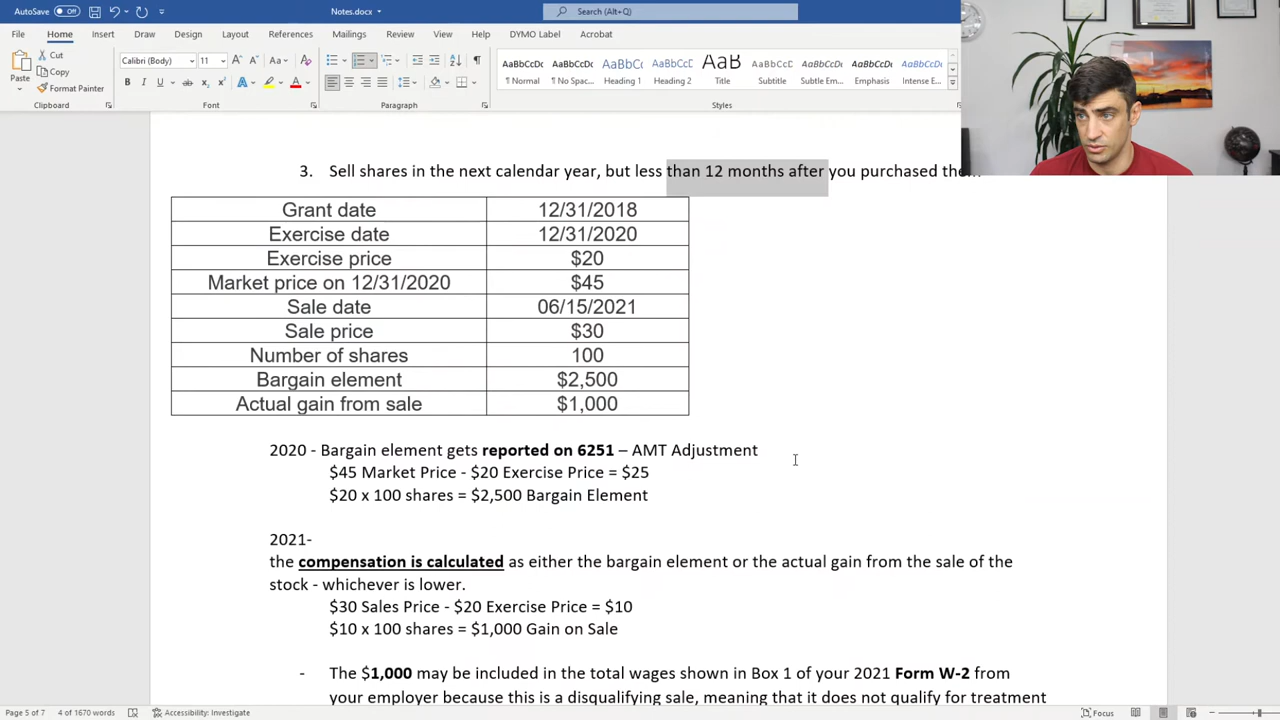 AutoSave Off Notes.docx Search (Alt+Q)
File Home Insert Draw Design Layout References Mailings Review View Help DYMO Label Acrobat
Paste Cut Copy Format Painter
Calibri (Body) 11
AaBbCcDc AaBbCcDc AaBbCc AaBbCcC AaB AaBbCcD AaBbCcDc AaBbCcDc AaBbCcDc
¶ Normal ¶ No Spac... Heading 1 Heading 2 Title Subtitle Subtle Em... Emphasis Intense E...
Clipboard Font Paragraph Styles
3. Sell shares in the next calendar year, but less than 12 months after you purchased
Grant date 12/31/2018
Exercise date 12/31/2020
Exercise price $20
Market price on 12/31/2020 $45
Sale date 06/15/2021
Sale price $30
Number of shares 100
Bargain element $2,500
Actual gain from sale $1,000
2020 - Bargain element gets reported on 6251 – AMT Adjustment
$45 Market Price - $20 Exercise Price = $25
$20 x 100 shares = $2,500 Bargain Element
2021-
the compensation is calculated as either the bargain element or the actual gain from the sale of the
stock - whichever is lower.
$30 Sales Price - $20 Exercise Price = $10
$10 x 100 shares = $1,000 Gain on Sale
- The $1,000 may be included in the total wages shown in Box 1 of your 2021 Form W-2 from
your employer because this is a disqualifying sale, meaning that it does not qualify for treatment
Page 5 of 7 4 of 1670 words Accessibility: Investigate Focus